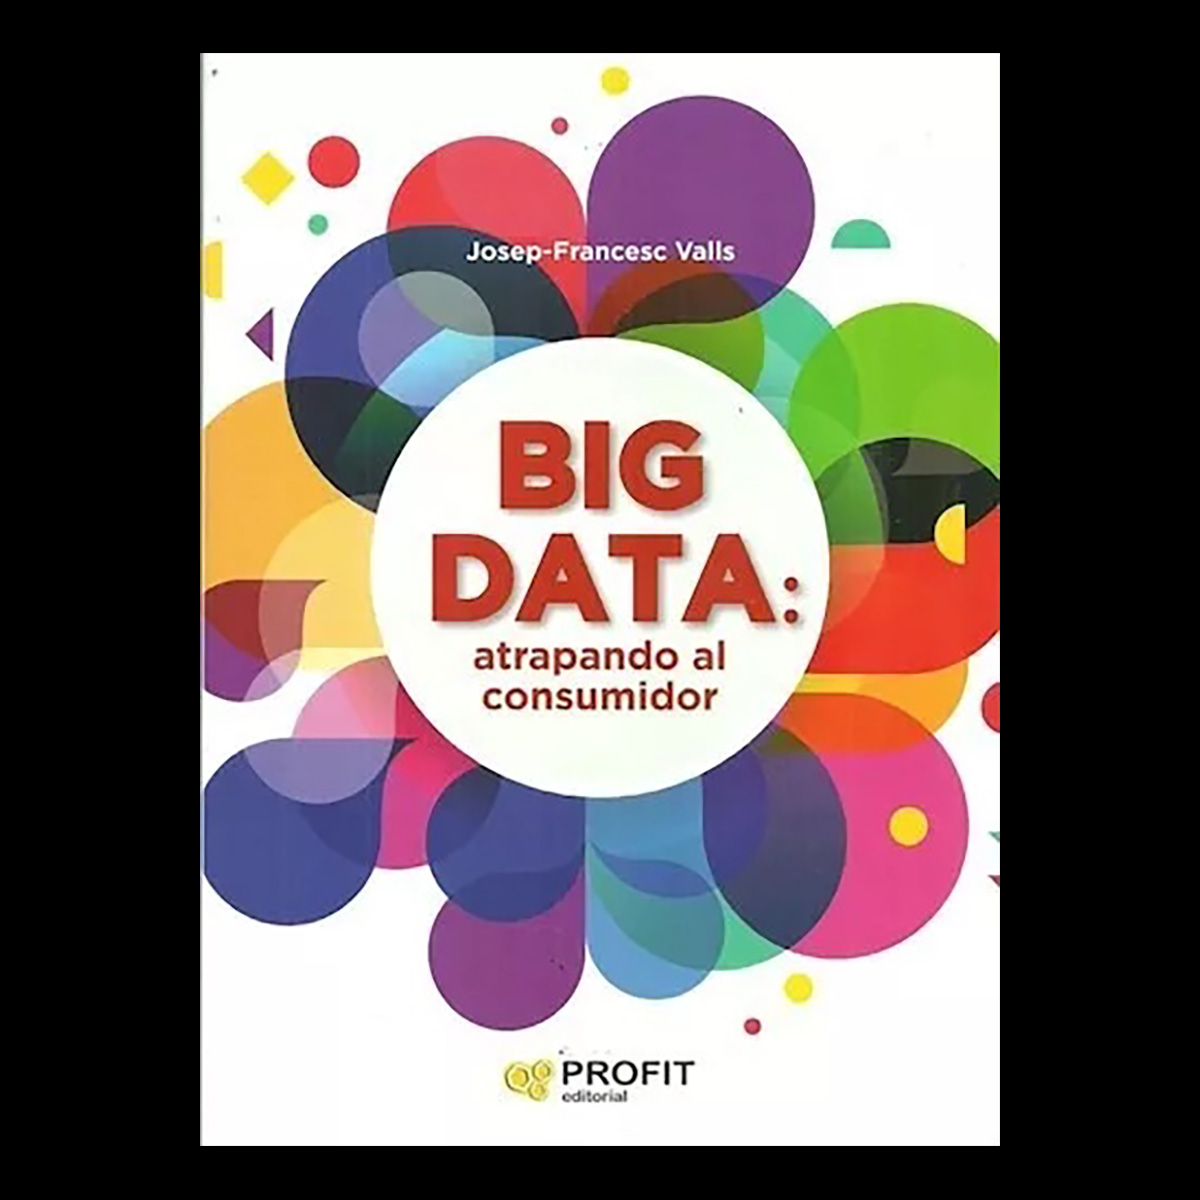 Josep-Francesc Valls
BIG
DATA:
atrapando al
consumidor
PROFIT
editorial